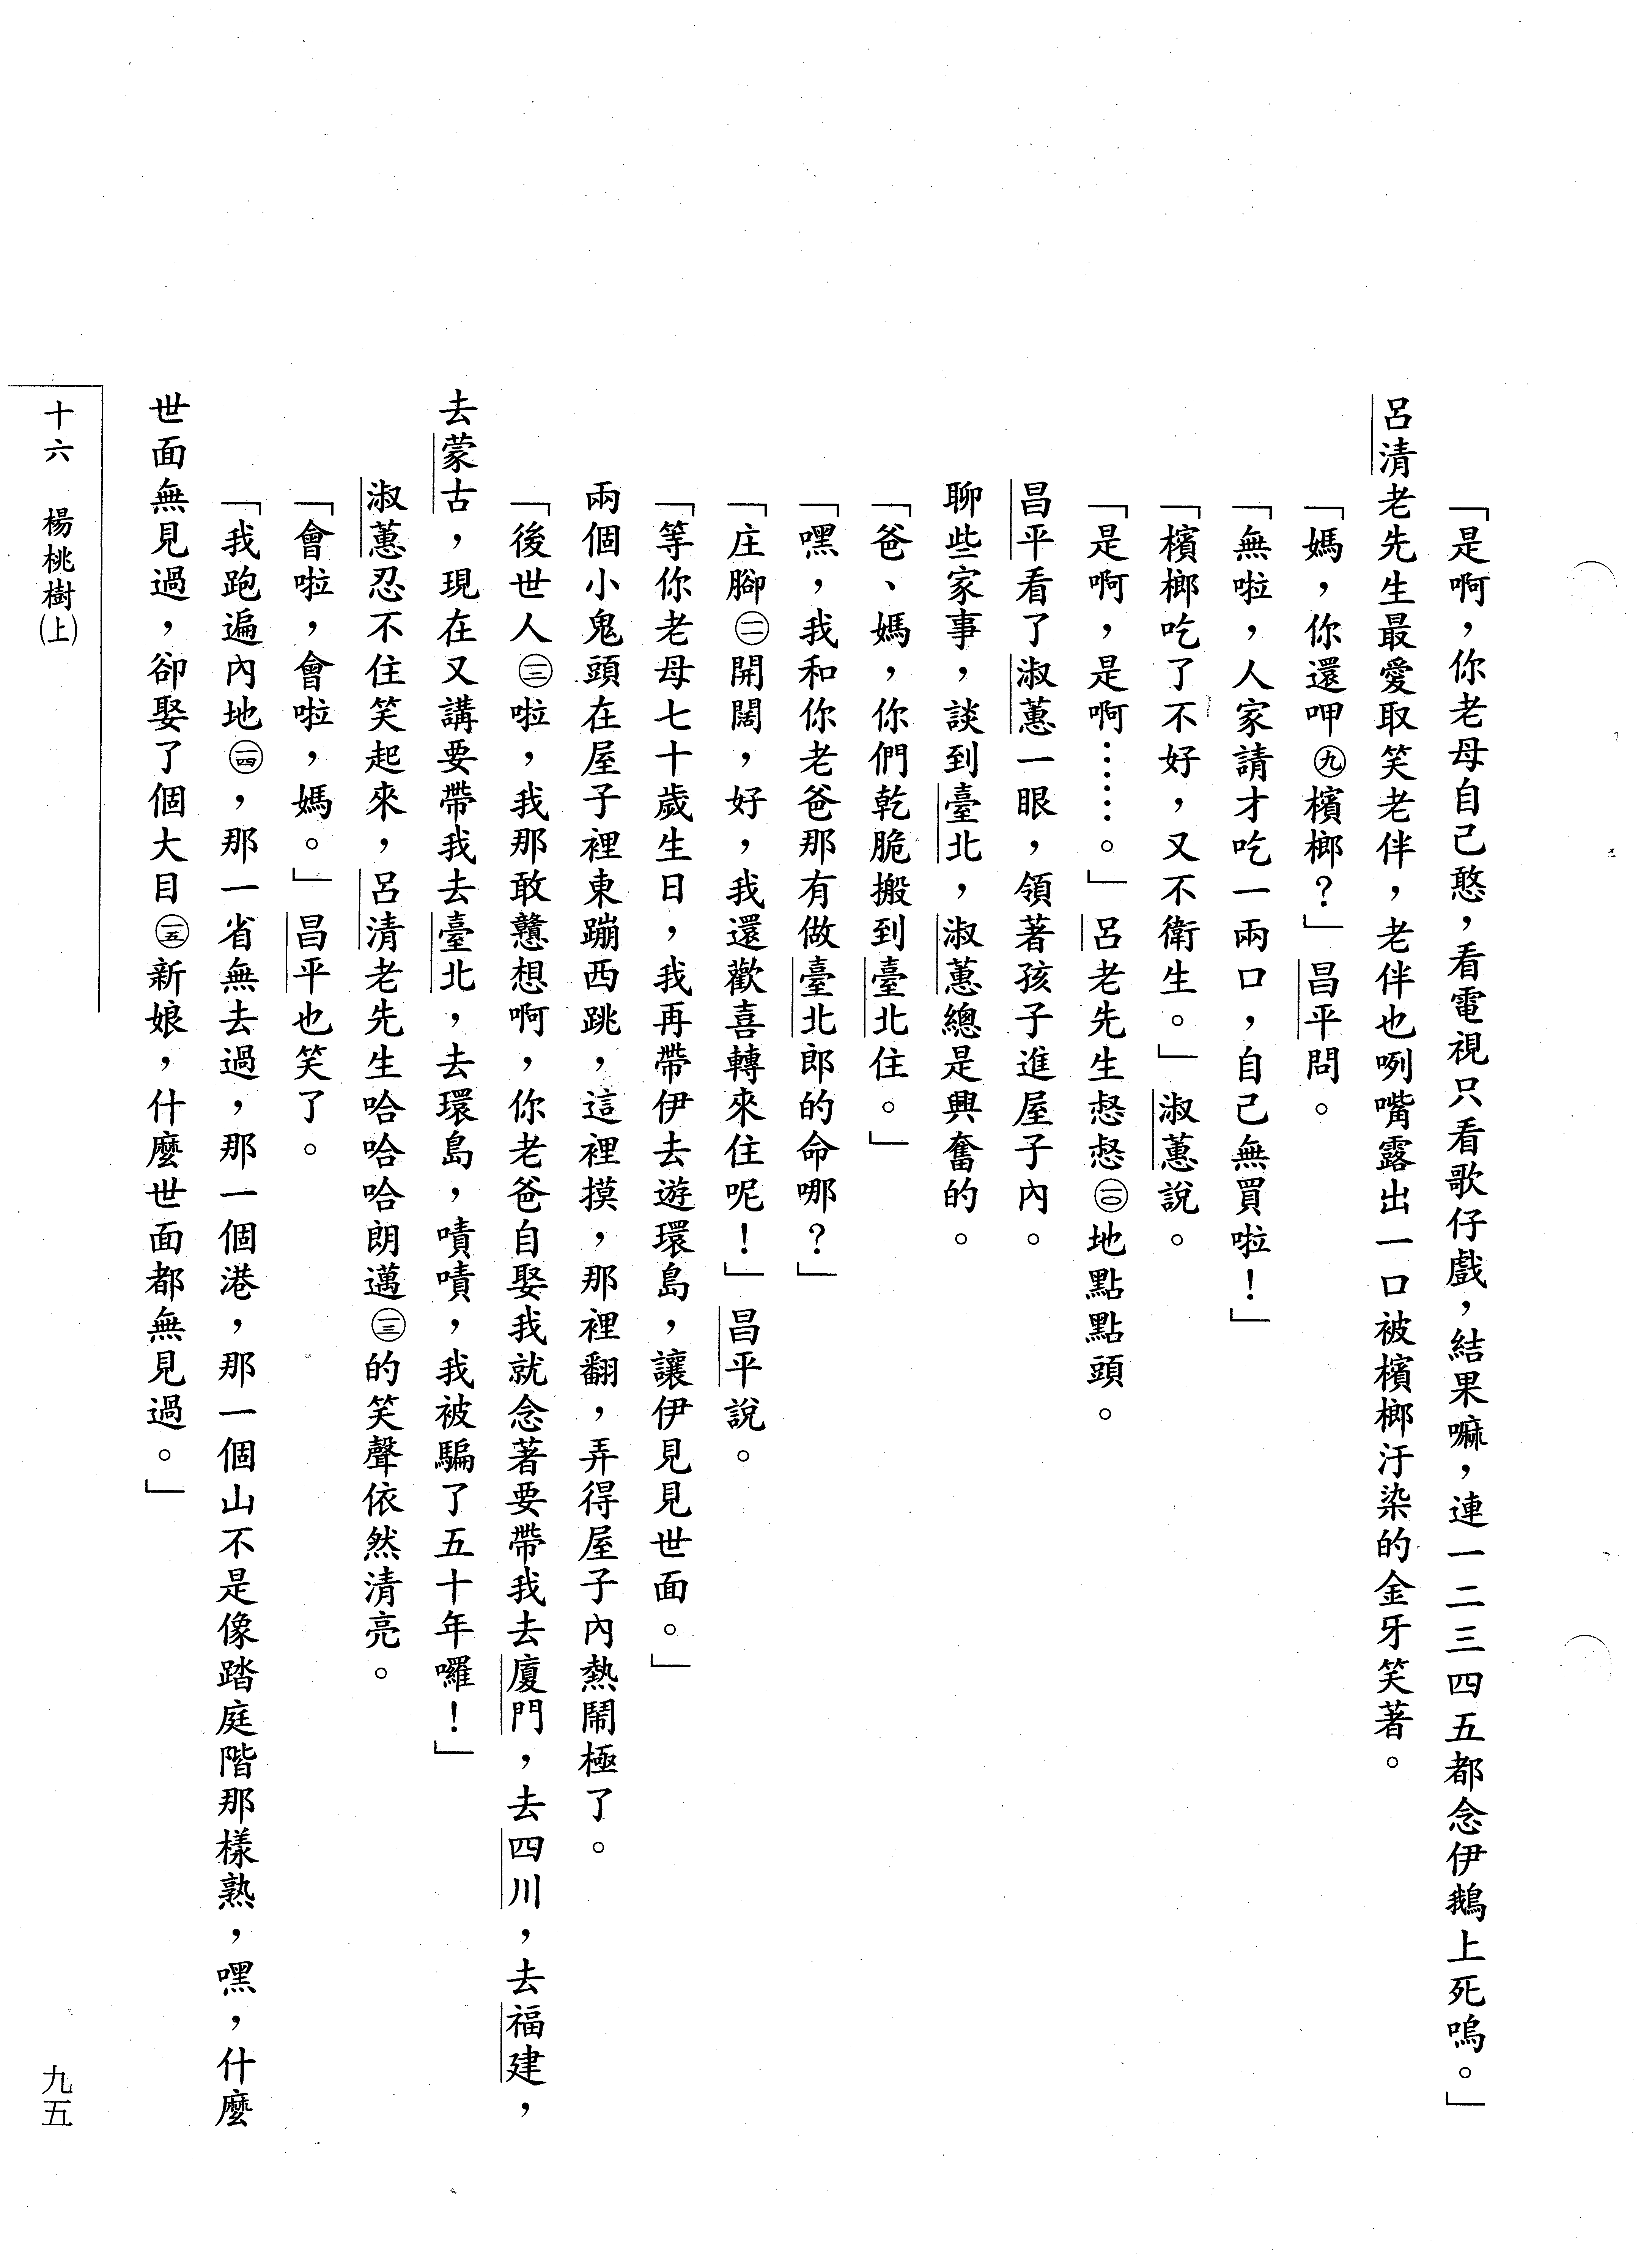 「是啊，你老母自己憨，看電視只看歌仔戲，結果嘛，連一二三四五都念伊鵝上死嗚。」
呂清老先生最愛取笑老伴，老伴也咧嘴露出一口被檳榔汙染的金牙笑著。
「媽，你還呷㊈檳榔？」昌平問。
「無啦，人家請才吃一兩口，自己無買啦！」
「檳榔吃了不好，又不衛生。」淑蕙說。
「是啊，是啊……。」呂老先生憖憖㊀〇地點點頭。
昌平看了淑蕙一眼，領著孩子進屋子內。
聊些家事，談到臺北，淑蕙總是興奮的。
「爸、媽，你們乾脆搬到臺北住。」
「嘿，我和你老爸那有做臺北郎的命哪？」
「庄腳⑪開闊，好，我還歡喜轉來住呢！」昌平說。
「等你老母七十歲生日，我再帶伊去遊環島，讓伊見見世面。」
兩個小鬼頭在屋子裡東蹦西跳，這裡摸，那裡翻，弄得屋子內熱鬧極了。
「後世人⑫啦，我那敢戇想啊，你老爸自娶我就念著要帶我去廈門，去四川，去福建，
去蒙古，現在又講要帶我去臺北，去環島，嘖嘖，我被騙了五十年囉！」
淑蕙忍不住笑起來，呂清老先生哈哈哈朗邁⑬的笑聲依然清亮。
「會啦，會啦，媽。」昌平也笑了。
「我跑遍內地⑭，那一省無去過，那一個港，那一個山不是像踏庭階那樣熟，嘿，什麼
世面無見過，卻娶了個大目⑮新娘，什麼世面都無見過。」
十六　楊桃樹(上)
九五